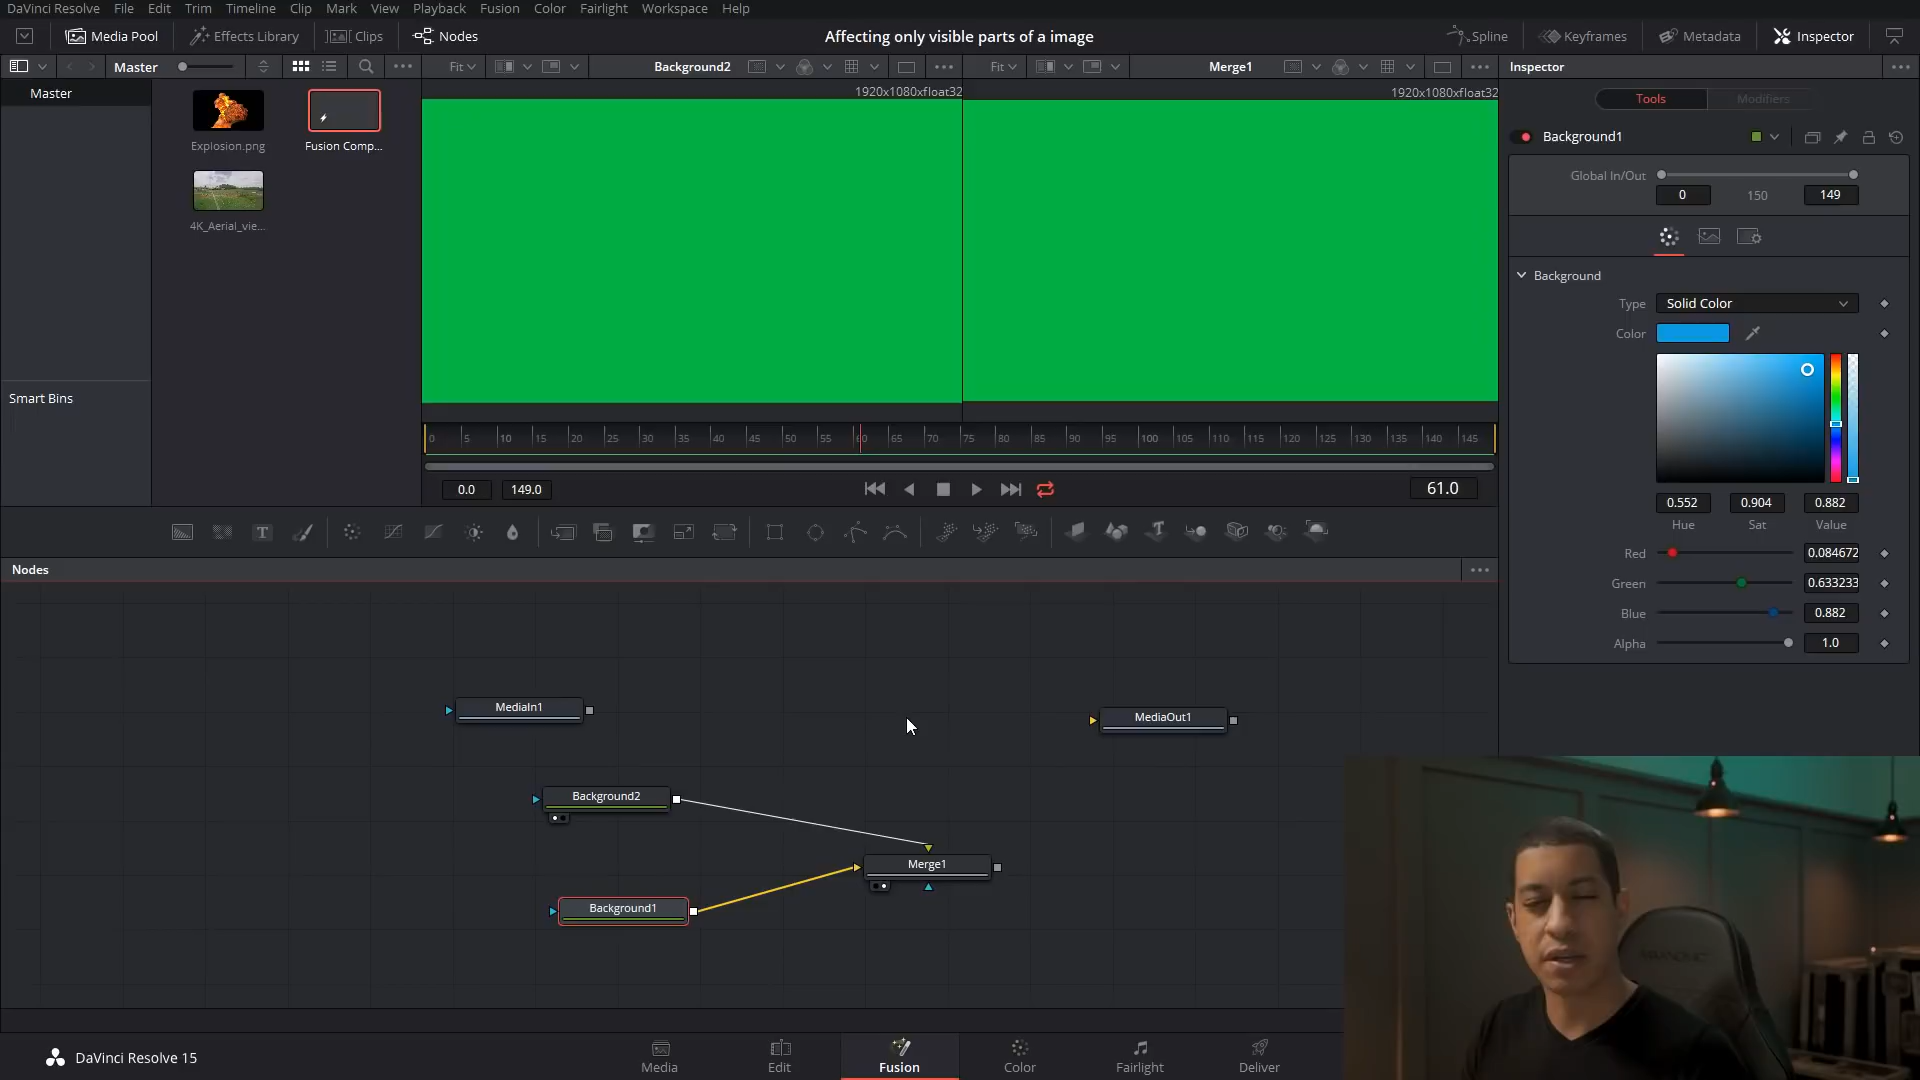 DaVinci Resolve File Edit Trim Timeline Clip Mark View Playback Fusion Color Fairlight Workspace Help
Media Pool Effects Library Clips Nodes Affecting only visible parts of a image Spline Keyframes Metadata Inspector
Master Fit Background2 Fit Merge1 Inspector
Master
1920x1080xfloat32 1920x1080xfloat32
Tools Modifiers
Explosion.png Fusion Comp...
Background1
Global In/Out
0 150 149
4K_Aerial_vie...
Background
Type Solid Color
Color
Smart Bins
0 5 10 15 20 25 30 35 40 45 50 55 60 65 70 75 80 85 90 95 100 105 110 115 120 125 130 135 140 145
0.0 149.0 61.0
0.552 0.904 0.882
Hue Sat Value
T
Red 0.084672
Nodes
Green 0.633233
Blue 0.882
Alpha 1.0
MediaIn1
MediaOut1
Background2
Merge1
Background1
DaVinci Resolve 15
Media Edit Fusion Color Fairlight Deliver